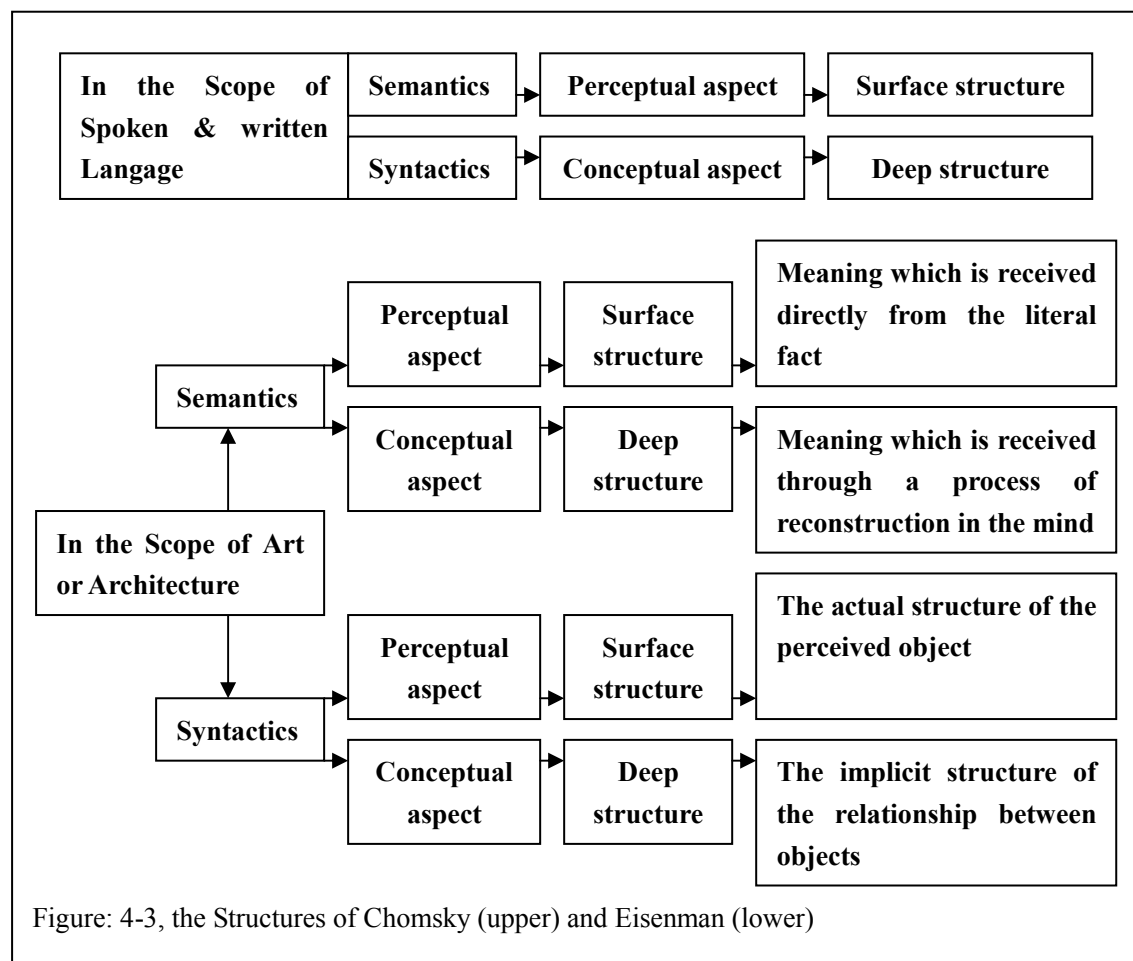 In the Scope of
Spoken & written
Langage
Semantics
Perceptual aspect
Surface structure
Syntactics
Conceptual aspect
Deep structure
Meaning which is received
directly from the literal
fact
Perceptual
aspect
Surface
structure
Semantics
Conceptual
aspect
Deep
structure
Meaning which is received
through a process of
reconstruction in the mind
In the Scope of Art
or Architecture
The actual structure of the
perceived object
Perceptual
aspect
Surface
structure
Syntactics
Conceptual
aspect
Deep
structure
The implicit structure of
the relationship between
objects
Figure: 4-3, the Structures of Chomsky (upper) and Eisenman (lower)